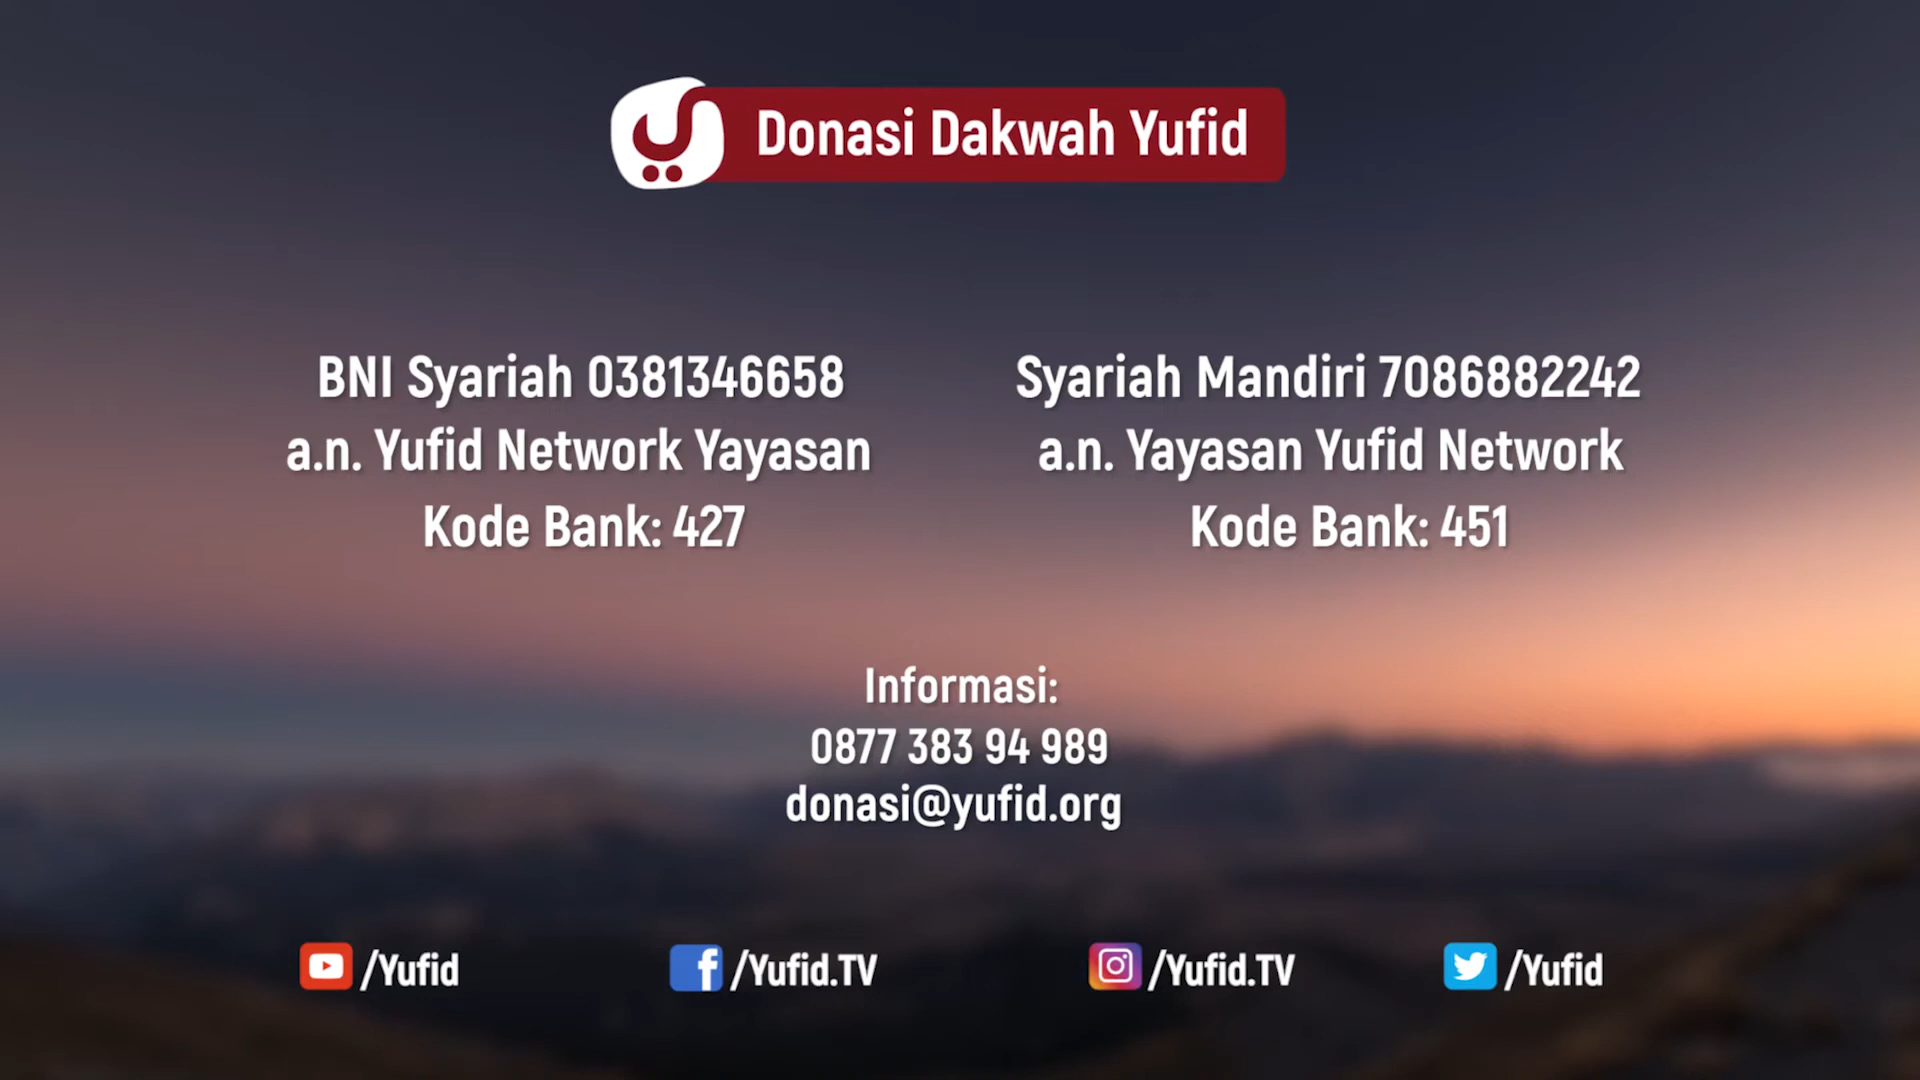 Donasi Dakwah Yufid
BNI Syariah 0381346658
a.n. Yufid Network Yayasan
Kode Bank: 427
Syariah Mandiri 7086882242
a.n. Yayasan Yufid Network
Kode Bank: 451
Informasi:
0877 383 94 989
donasi@yufid.org
/Yufid
/Yufid.TV
/Yufid.TV
/Yufid